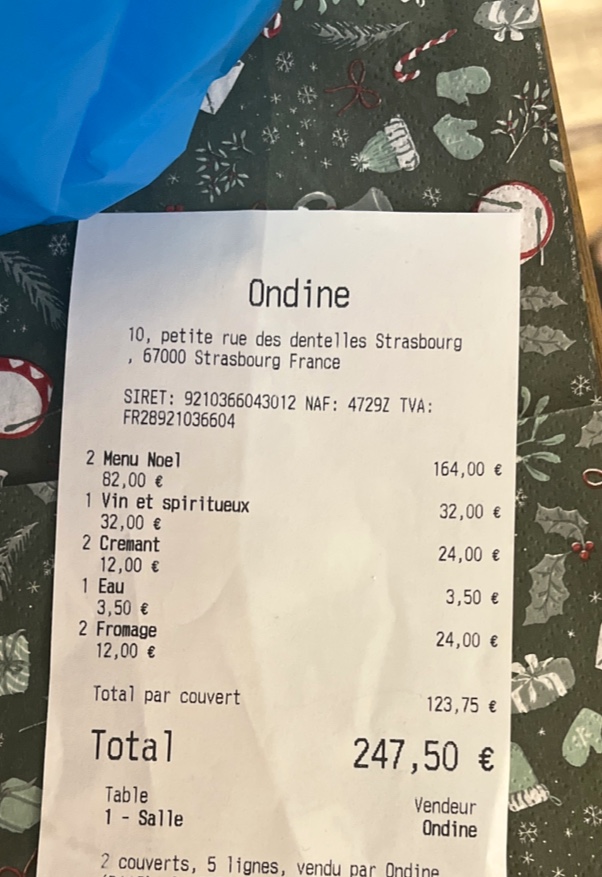 Ondine
10, petite rue des dentelles Strasbourg
, 67000 Strasbourg France
SIRET: 9210366043012 NAF: 4729Z TVA:
FR28921036604
2 Menu Noel 164,00 €
82,00 €
1 Vin et spiritueux 32,00 €
32,00 €
2 Cremant 24,00 €
12,00 €
1 Eau 3,50 €
3,50 €
2 Fromage 24,00 €
12,00 €
Total par couvert 123,75 €
Total 247,50 €
Table Vendeur
1 - Salle Ondine
2 couverts, 5 lignes, vendu par Ondine